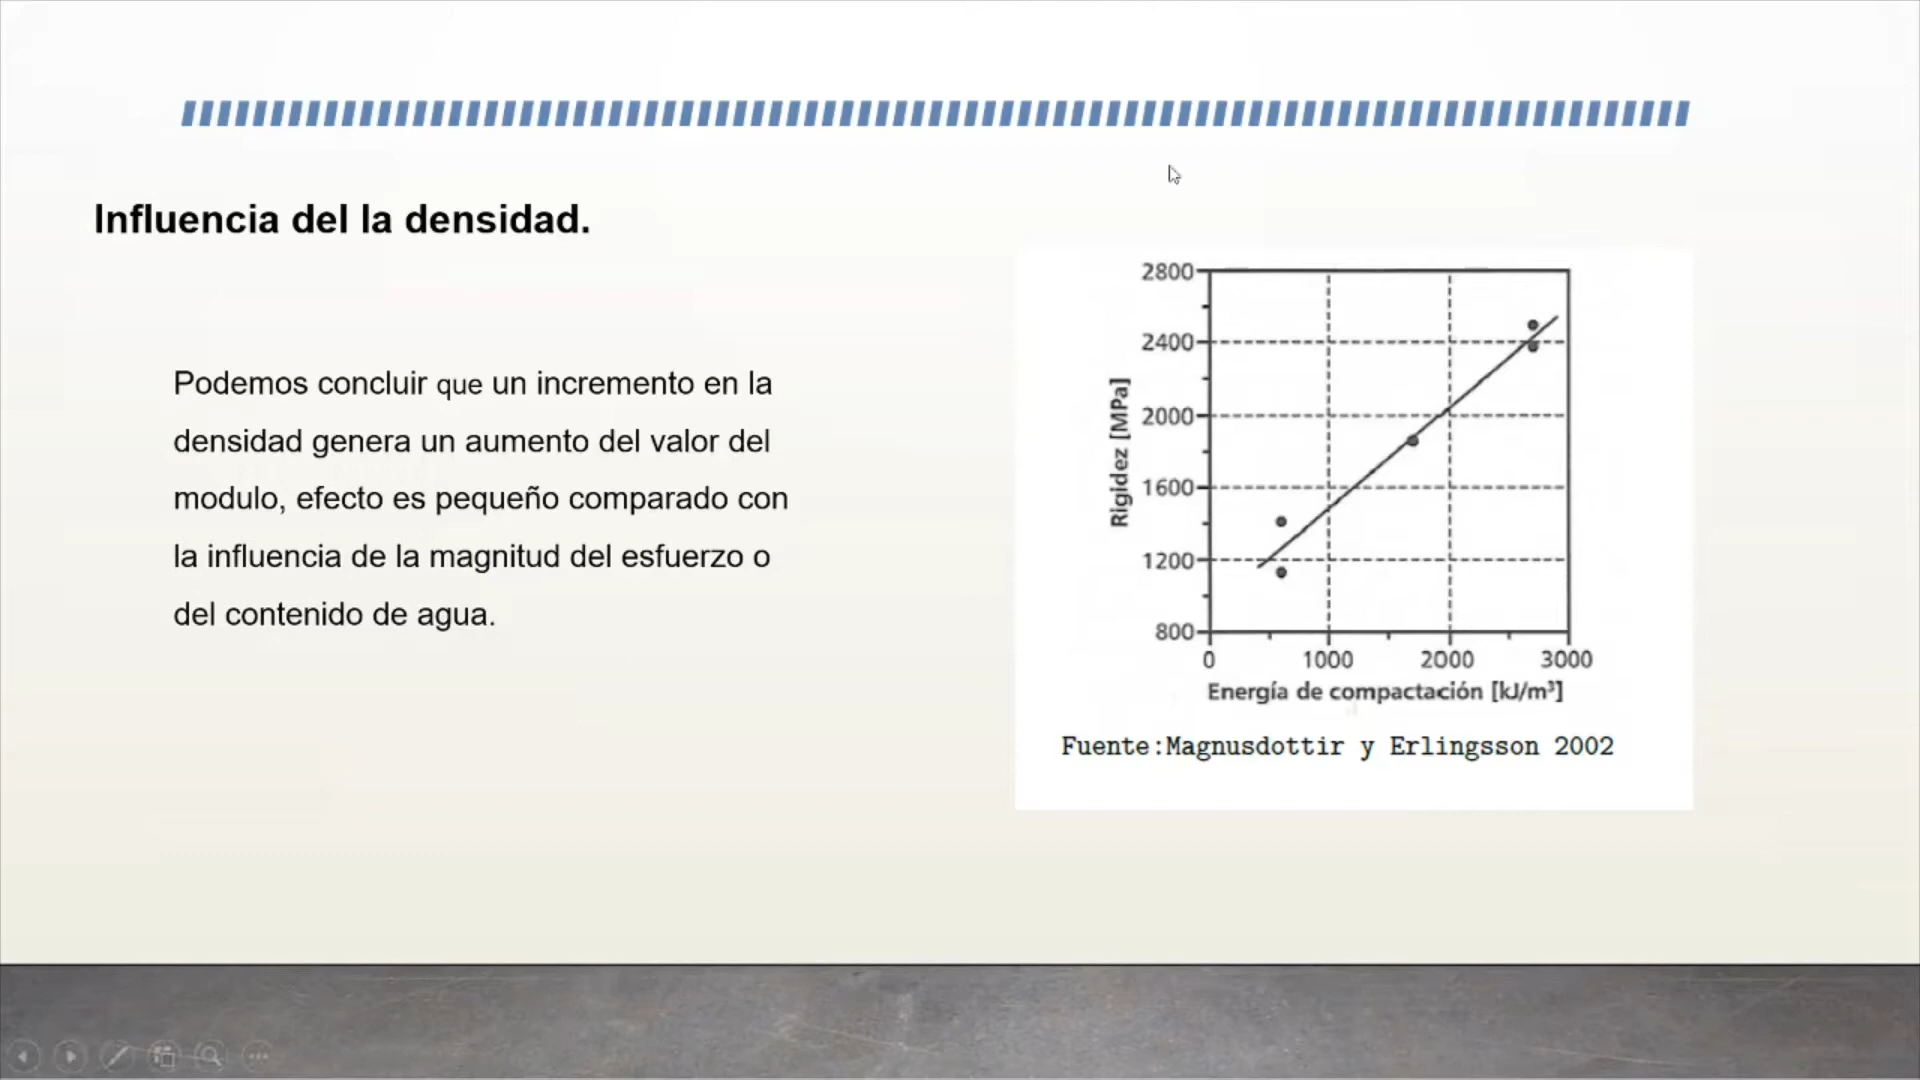 Influencia del la densidad.
Podemos concluir que un incremento en la
densidad genera un aumento del valor del
modulo, efecto es pequeño comparado con
la influencia de la magnitud del esfuerzo o
del contenido de agua.
Rigidez [MPa]
2800
2400
2000
1600
1200
800
0 1000 2000 3000
Energía de compactación [kJ/m³]
Fuente:Magnusdottir y Erlingsson 2002